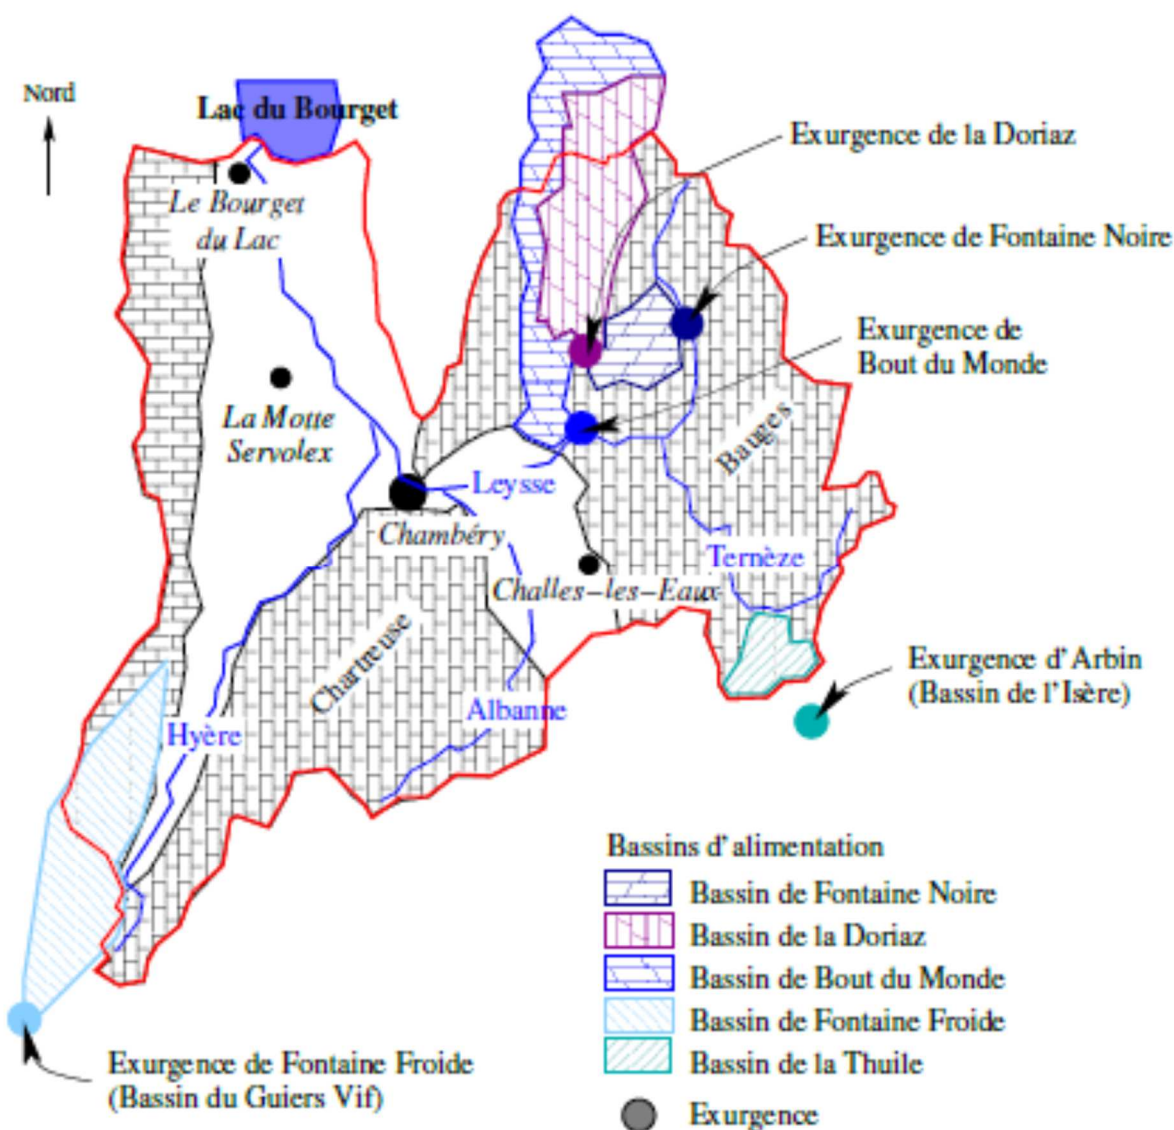 Nord
Lac du Bourget
Exurgence de la Doriaz
Le Bourget
du Lac
Exurgence de Fontaine Noire
Exurgence de
Bout du Monde
La Motte
Servolex
Bauges
Leysse
Chambéry
Ternèze
Challes-les-Eaux
Chartreuse
Exurgence d'Arbin
(Bassin de l'Isère)
Albanne
Hyère
Bassins d'alimentation
Bassin de Fontaine Noire
Bassin de la Doriaz
Bassin de Bout du Monde
Bassin de Fontaine Froide
Bassin de la Thuile
Exurgence
Exurgence de Fontaine Froide
(Bassin du Guiers Vif)